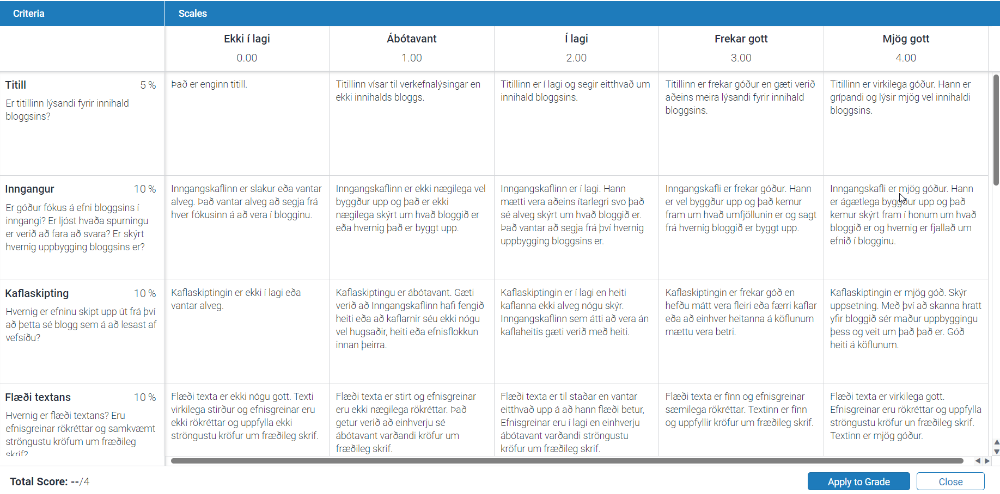 Criteria
Scales
Ekki í lagi
0.00
Ábótavant
1.00
Í lagi
2.00
Frekar gott
3.00
Mjög gott
4.00
Titill
5 %
Er titillinn lýsandi fyrir innihald
bloggsins?
Það er enginn titill.
Titillinn vísar til verkefnalýsingar en
ekki innihalds bloggs.
Titillinn er í lagi og segir eitthvað um
innihald bloggsins.
Titillinn er frekar góður en gæti verið
aðeins meira lýsandi fyrir innihald
bloggsins.
Titillinn er virkilega góður. Hann er
grípandi og lýsir mjög vel innihaldi
bloggsins.
Inngangur
10 %
Er góður fókus á efni bloggsins í
inngangi? Er ljóst hvaða spurningu
er verið að fara að svara? Er skýrt
hvernig uppbygging bloggsins er?
Inngangskaflinn er slakur eða vantar
alveg. Það vantar alveg að segja frá
hver fókusinn á að vera í blogginu.
Inngangskaflinn er ekki nægilega vel
byggður upp og það er ekki
nægilega skýrt um hvað bloggið er
eða hvernig það er byggt upp.
Inngangskaflinn er í lagi. Hann
mætti vera aðeins ítarlegri svo það
sé alveg skýrt um hvað bloggið er.
Það vantar að segja frá því hvernig
uppbygging bloggsins er.
Inngangskafli er frekar góður. Hann
er vel byggður upp og það kemur
fram um hvað umfjöllunin er og sagt
frá hvernig bloggið er byggt upp.
Inngangskafli er mjög góður. Hann
er ágætlega byggður upp og það
kemur skýrt fram í honum um hvað
bloggið er og hvernig er fjallað um
efnið í blogginu.
Kaflaskipting
10 %
Hvernig er efninu skipt upp út frá því
að þetta sé blogg sem á að lesast af
vefsíðu?
Kaflaskiptingin er ekki í lagi eða
vantar alveg.
Kaflaskiptingu er ábótavant. Gæti
verið að Inngangskaflinn hafi fengið
heiti eða að kaflarnir séu ekki nógu
vel hugsaðir, heiti eða efnisflokkun
innan þeirra.
Kaflaskiptingin er í lagi en heiti
kaflanna ekki alveg nógu skýr.
Inngangskaflinn sem átti að vera án
kaflaheitis gæti verið með heiti.
Kaflaskiptingin er frekar góð en
hefðu mátt vera fleiri eða færri kaflar
eða að einhver heitanna á köflunum
mættu vera betri.
Kaflaskiptingin er mjög góð. Skýr
uppsetning. Með því að skanna hratt
yfir bloggið sér maður uppbyggingu
þess og veit um það það er. Góð
heiti á köflunum.
Flæði textans
10 %
Hvernig er flæði textans? Eru
efnisgreinar rökréttar og samkvæmt
ströngustu kröfum um fræðileg
skrif?
Flæði texta er ekki nógu gott. Texti
virkilega stirður og efnisgreinar eru
ekki rökréttar og uppfylla ekki
ströngustu kröfur um fræðileg skrif.
Flæði texta er stirt og efnisgreinar
eru ekki nægilega rökréttar. Það
getur verið að einhverju sé
ábótavant varðandi kröfur um
fræðileg skrif.
Flæði texta er til staðar en vantar
eitthvað upp á að hann flæði betur,
Efnisgreinar eru í lagi en einhverju
ábótavant varðandi ströngustu
kröfur um fræðileg skrif.
Flæði texta er fínn og efnisgreinar
sæmilega rökréttar. Textinn er fínn
og uppfyllir kröfur um fræðileg skrif.
Flæði texta er virkilega gott.
Efnisgreinar eru rökréttar og uppfylla
ströngustu kröfur un fræðileg skrif.
Textinn er mjög góður.
Total Score: --/4
Apply to Grade
Close